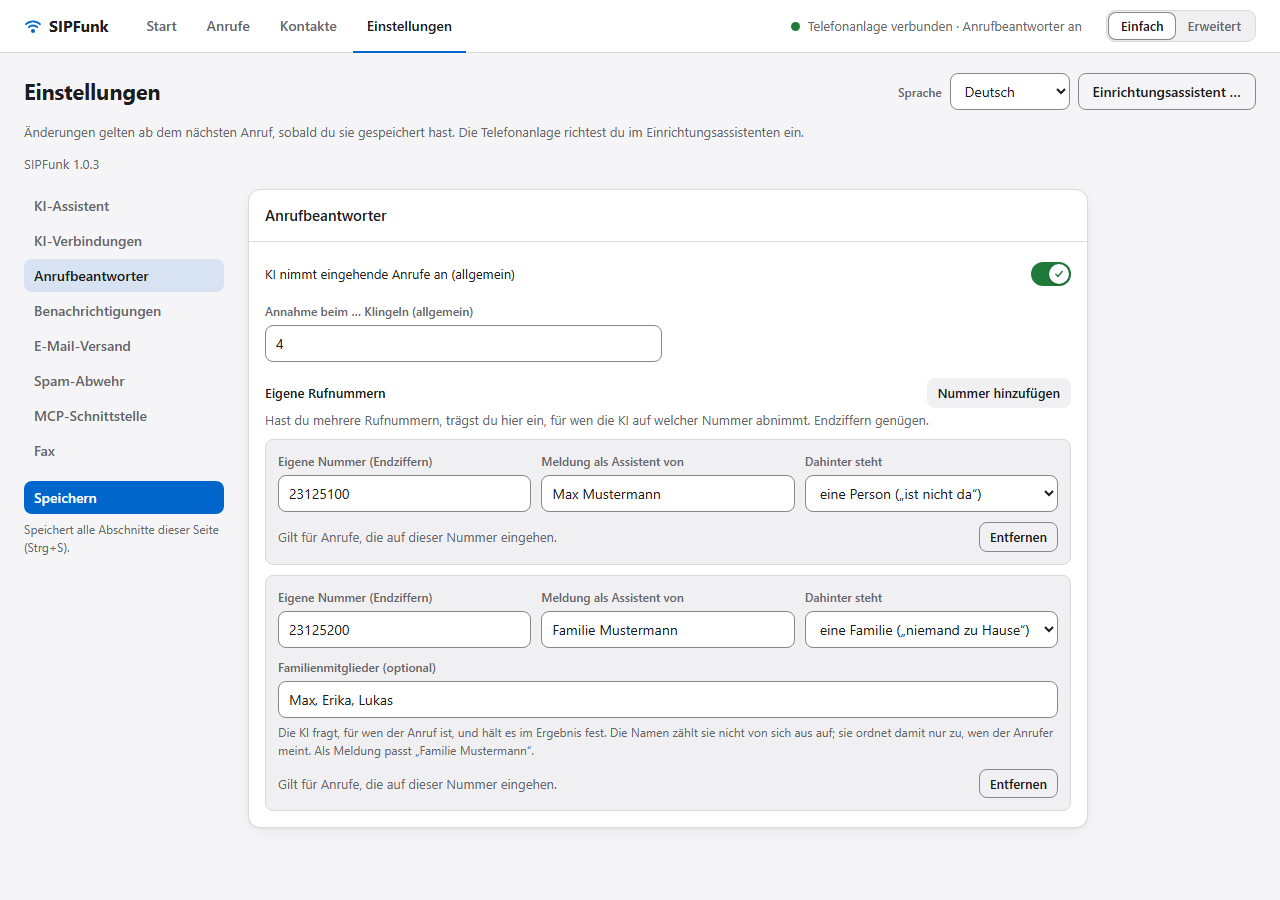 SIPFunk
Start
Anrufe
Kontakte
Einstellungen
Telefonanlage verbunden · Anrufbeantworter an
Einfach
Erweitert
Einstellungen
Sprache
Deutsch
Einrichtungsassistent ...
Änderungen gelten ab dem nächsten Anruf, sobald du sie gespeichert hast. Die Telefonanlage richtest du im Einrichtungsassistenten ein.
SIPFunk 1.0.3
KI-Assistent
KI-Verbindungen
Anrufbeantworter
Benachrichtigungen
E-Mail-Versand
Spam-Abwehr
MCP-Schnittstelle
Fax
Speichern
Speichert alle Abschnitte dieser Seite
(Strg+S).
Anrufbeantworter
KI nimmt eingehende Anrufe an (allgemein)
Annahme beim ... Klingeln (allgemein)
4
Eigene Rufnummern
Nummer hinzufügen
Hast du mehrere Rufnummern, trägst du hier ein, für wen die KI auf welcher Nummer abnimmt. Endziffern genügen.
Eigene Nummer (Endziffern)
Meldung als Assistent von
Dahinter steht
23125100
Max Mustermann
eine Person („ist nicht da“)
Gilt für Anrufe, die auf dieser Nummer eingehen.
Entfernen
Eigene Nummer (Endziffern)
Meldung als Assistent von
Dahinter steht
23125200
Familie Mustermann
eine Familie („niemand zu Hause“)
Familienmitglieder (optional)
Max, Erika, Lukas
Die KI fragt, für wen der Anruf ist, und hält es im Ergebnis fest. Die Namen zählt sie nicht von sich aus auf; sie ordnet damit nur zu, wen der Anrufer
meint. Als Meldung passt „Familie Mustermann“.
Gilt für Anrufe, die auf dieser Nummer eingehen.
Entfernen